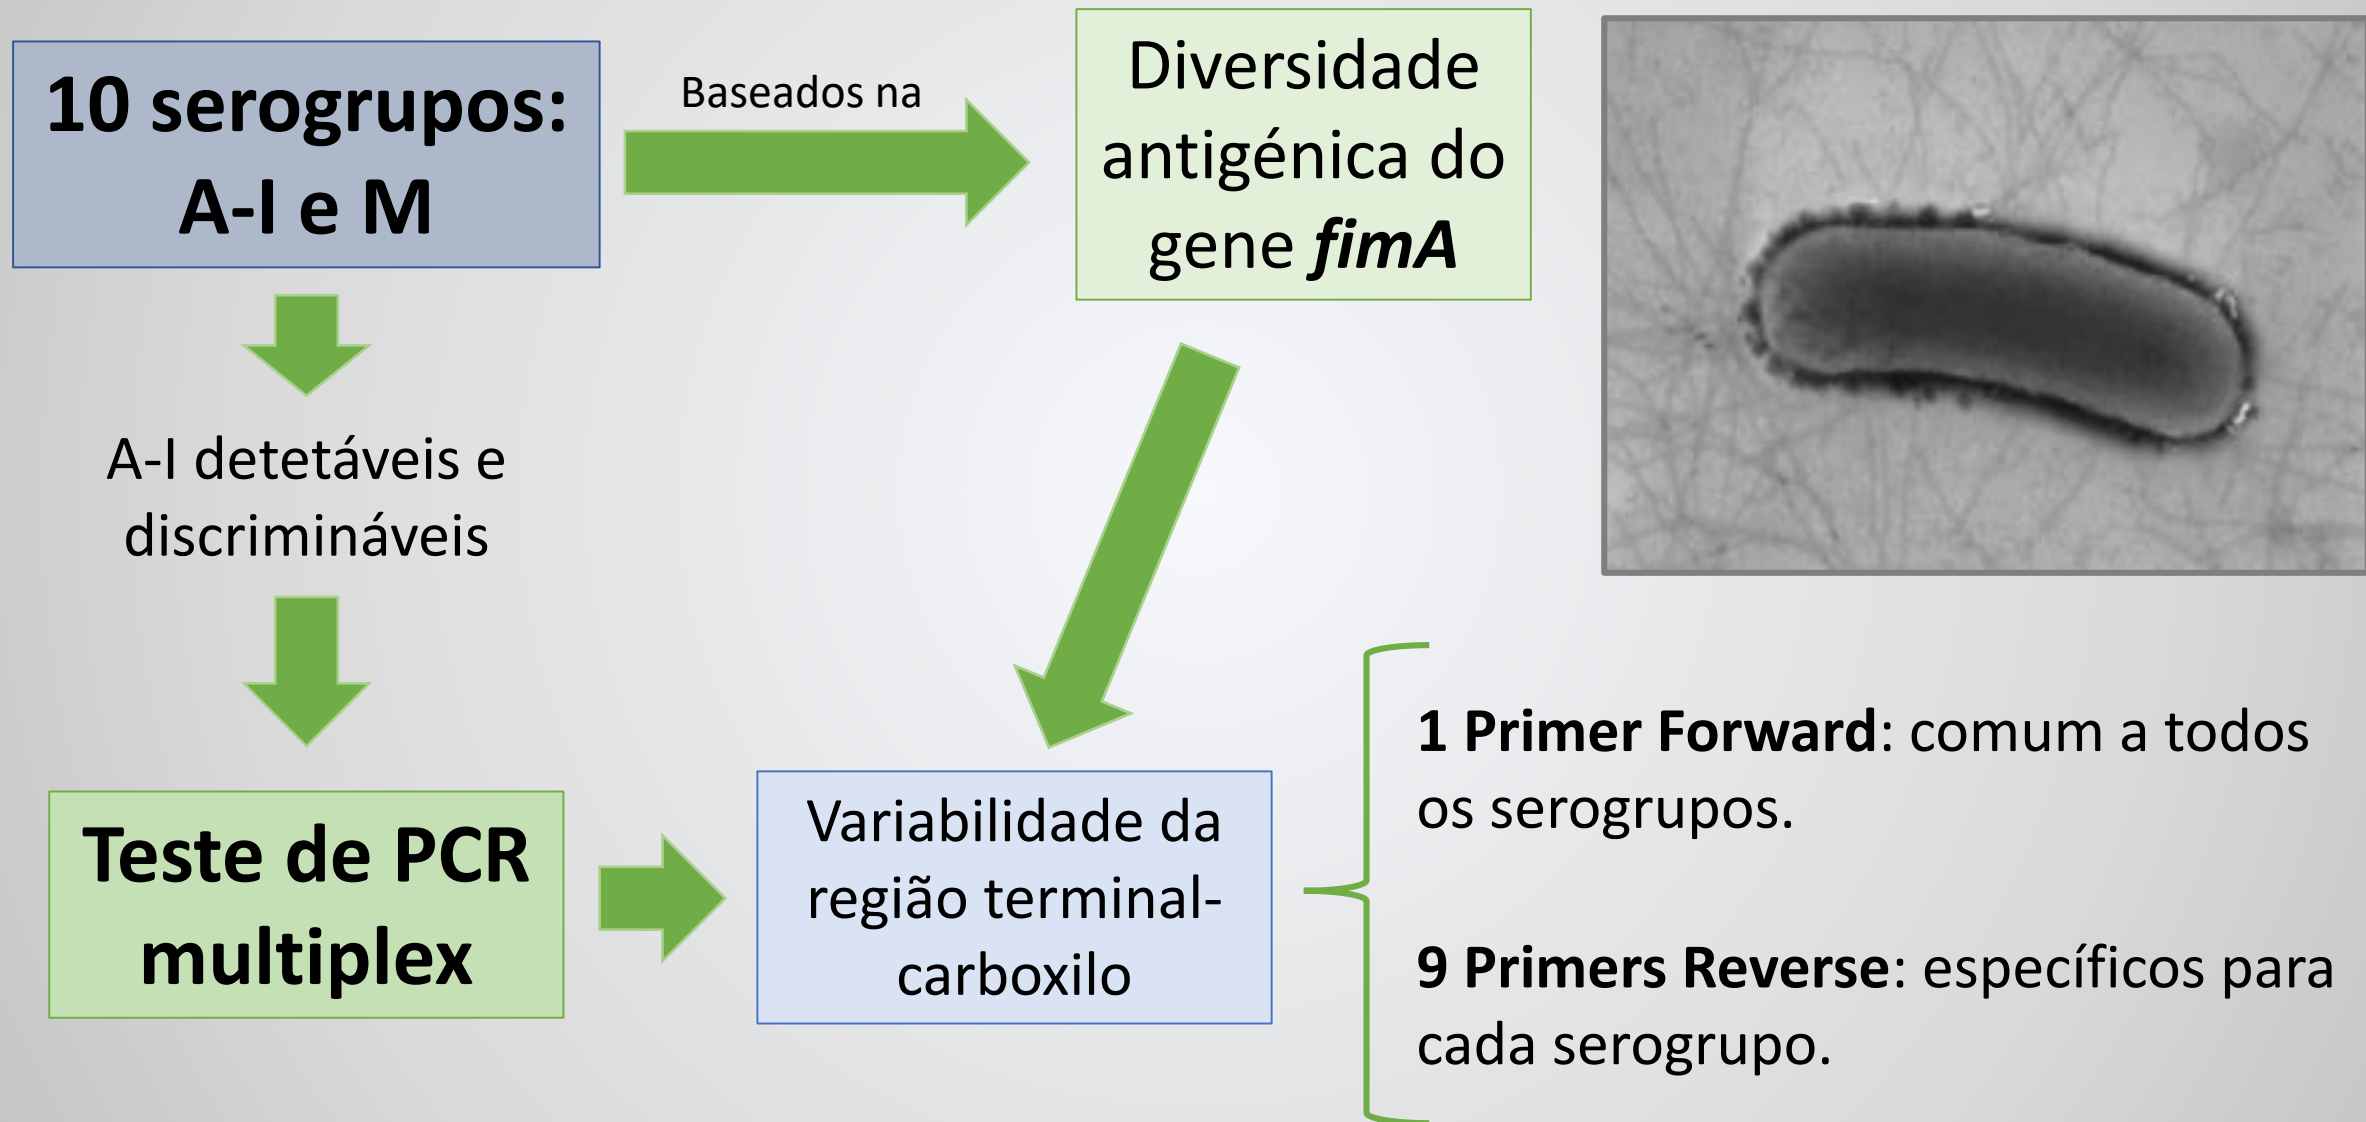 10 serogrupos:
A-I e M
Baseados na
Diversidade
antigénica do
gene fimA
A-I detetáveis e
discrimináveis
Teste de PCR
multiplex
Variabilidade da
região terminal-
carboxilo
1 Primer Forward: comum a todos
os serogrupos.
9 Primers Reverse: específicos para
cada serogrupo.